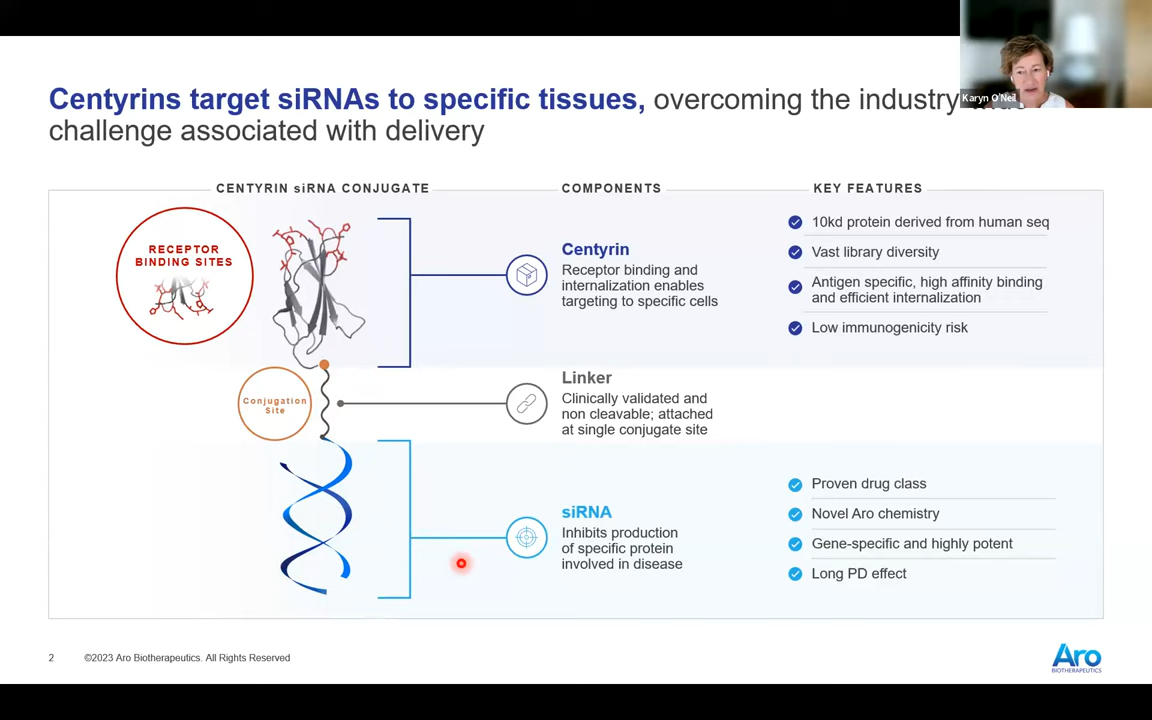 Karyn O'Neil
Centyrins target siRNAs to specific tissues, overcoming the industry
challenge associated with delivery
CENTYRIN siRNA CONJUGATE
COMPONENTS
KEY FEATURES
RECEPTOR
BINDING SITES
Centyrin
Receptor binding and
internalization enables
targeting to specific cells
10kd protein derived from human seq
Vast library diversity
Antigen specific, high affinity binding
and efficient internalization
Low immunogenicity risk
Conjugation
Site
Linker
Clinically validated and
non cleavable; attached
at single conjugate site
siRNA
Inhibits production
of specific protein
involved in disease
Proven drug class
Novel Aro chemistry
Gene-specific and highly potent
Long PD effect
2
©2023 Aro Biotherapeutics. All Rights Reserved
Aro
BIOTHERAPEUTICS